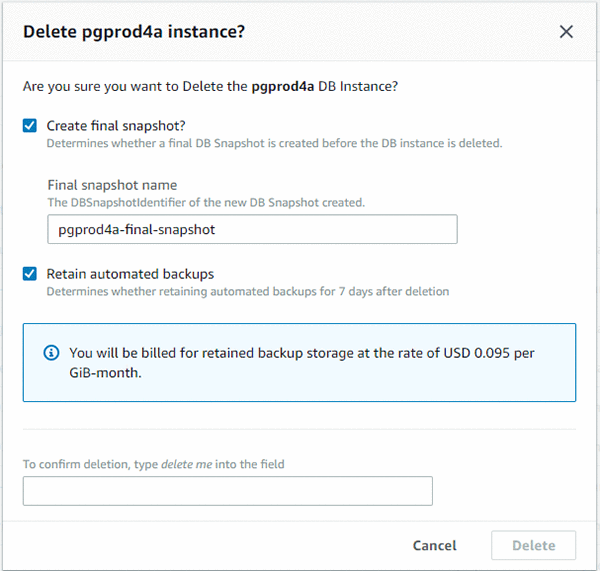 Delete pgprod4a instance?
Are you sure you want to Delete the pgprod4a DB Instance?
Create final snapshot?
Determines whether a final DB Snapshot is created before the DB instance is deleted.
Final snapshot name
The DBSnapshotIdentifier of the new DB Snapshot created.
pgprod4a-final-snapshot
Retain automated backups
Determines whether retaining automated backups for 7 days after deletion
You will be billed for retained backup storage at the rate of USD 0.095 per
GiB-month.
To confirm deletion, type delete me into the field
Cancel Delete